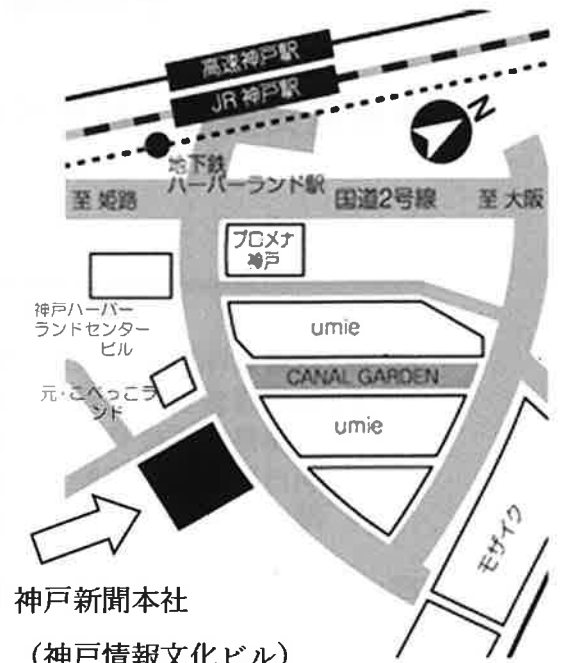 高速神戸駅
JR 神戸駅
N
地下鉄
ハーバーランド駅
至 姫路
国道2号線
至 大阪
プロメナ
神戸
神戸ハーバー
ランドセンター
ビル
umie
CANAL GARDEN
元・こべっこラ
ンド
umie
モザイク
神戸新聞本社
（神戸情報文化ビル）